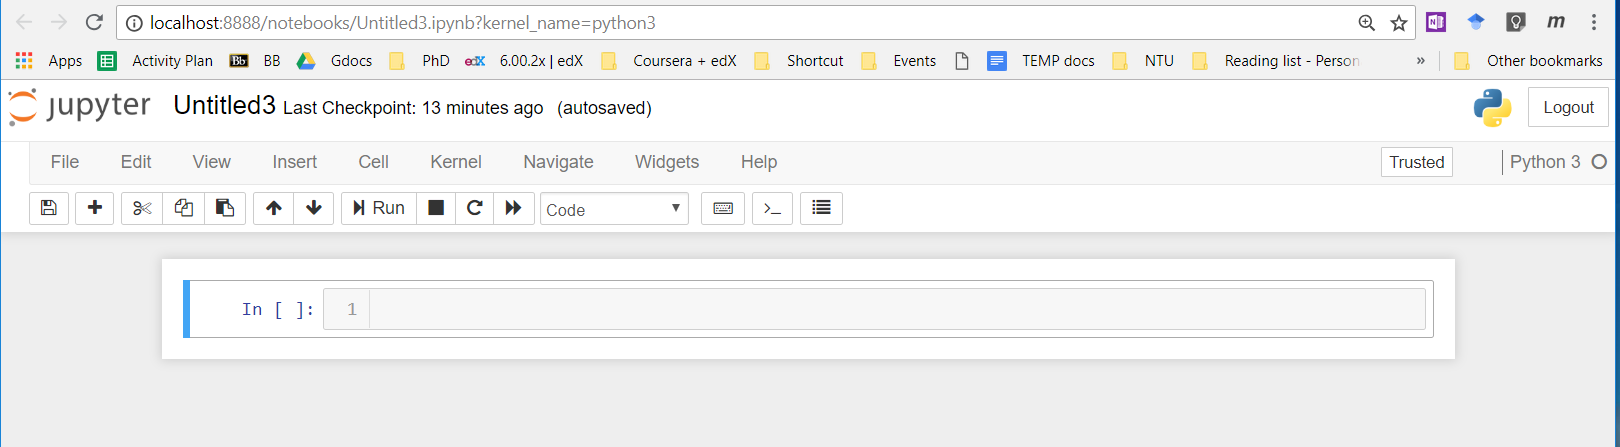 localhost:8888/notebooks/Untitled3.ipynb?kernel_name=python3 m
Apps Activity Plan Bb BB Gdocs PhD edX 6.00.2x | edX Coursera + edX Shortcut Events TEMP docs NTU Reading list - Person » Other bookmarks
jupyter Untitled3 Last Checkpoint: 13 minutes ago (autosaved) Logout
File Edit View Insert Cell Kernel Navigate Widgets Help Trusted Python 3
Run Code
In [ ]: 1